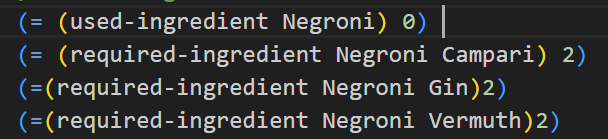 (= (used-ingredient Negroni) 0)
(= (required-ingredient Negroni Campari) 2)
(=(required-ingredient Negroni Gin)2)
(=(required-ingredient Negroni Vermuth)2)